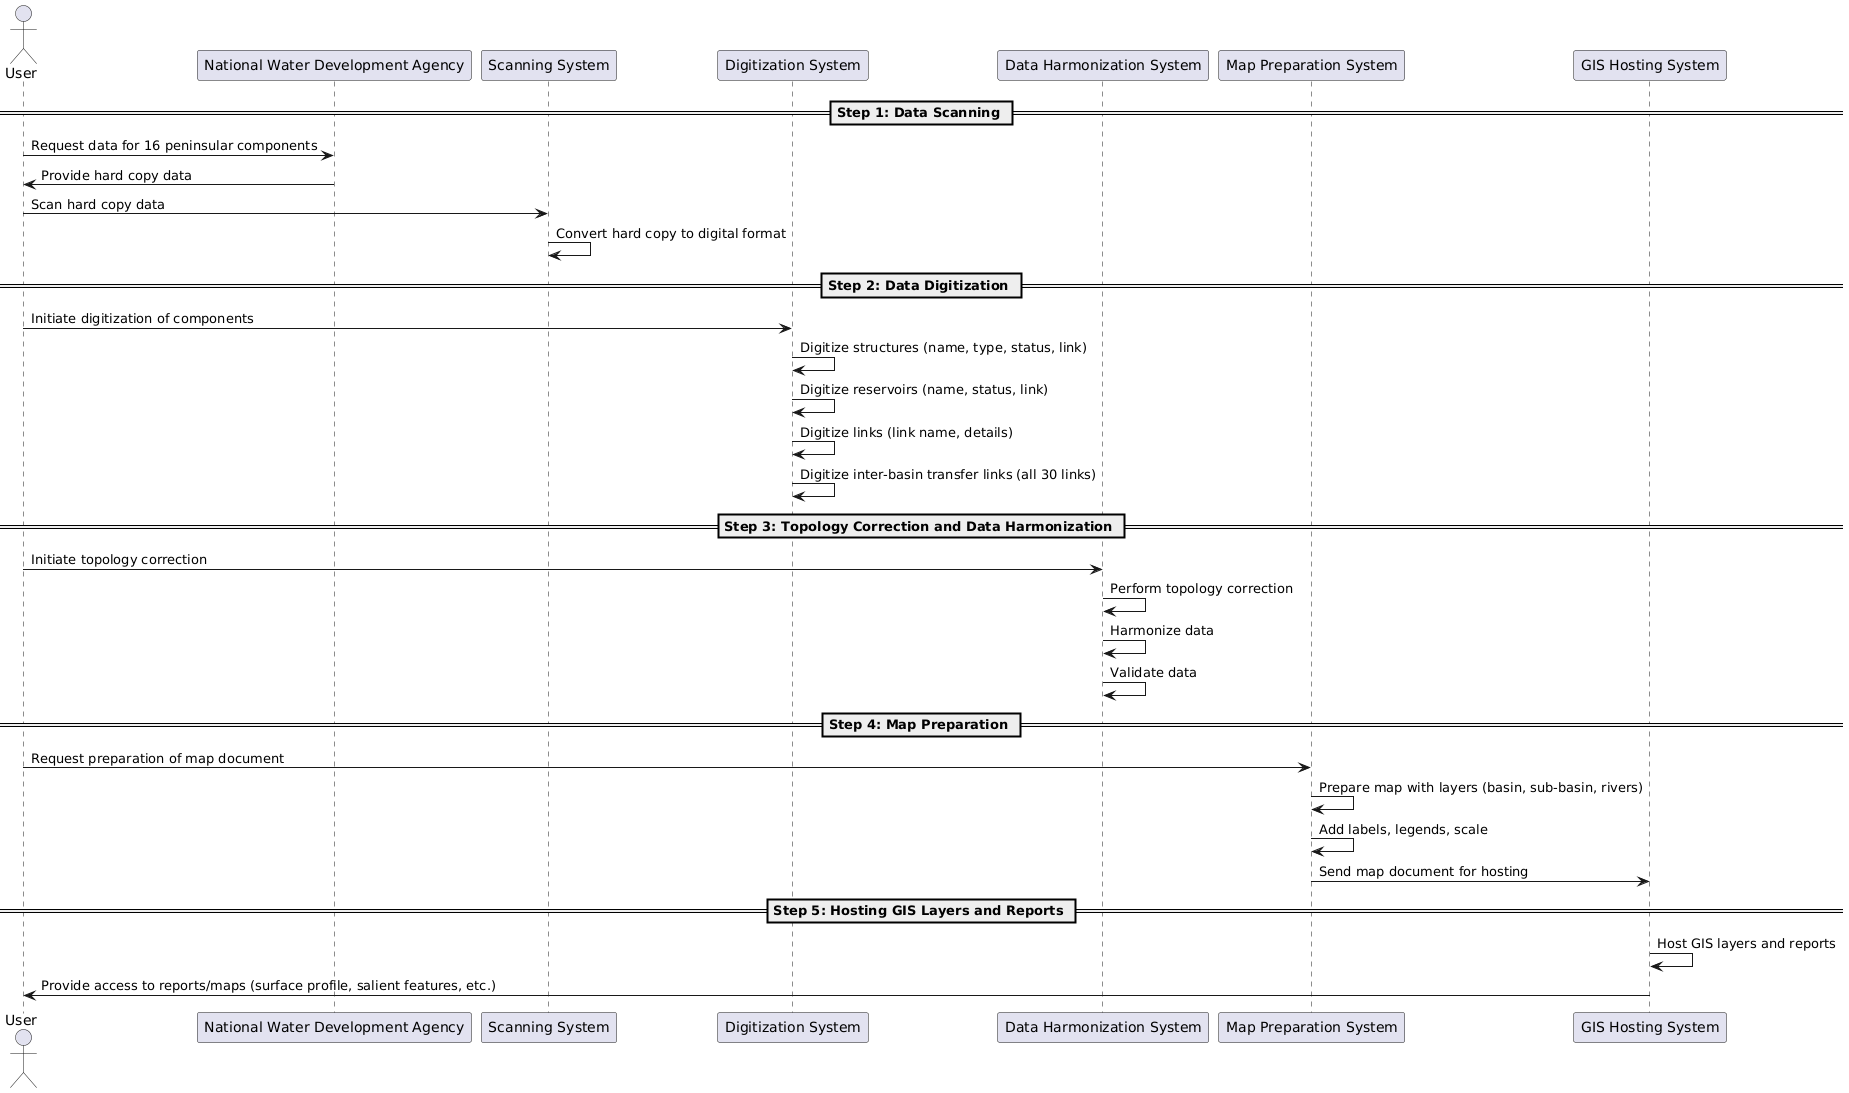 User
National Water Development Agency
Scanning System
Digitization System
Data Harmonization System
Map Preparation System
GIS Hosting System
Step 1: Data Scanning
Request data for 16 peninsular components
Provide hard copy data
Scan hard copy data
Convert hard copy to digital format
Step 2: Data Digitization
Initiate digitization of components
Digitize structures (name, type, status, link)
Digitize reservoirs (name, status, link)
Digitize links (link name, details)
Digitize inter-basin transfer links (all 30 links)
Step 3: Topology Correction and Data Harmonization
Initiate topology correction
Perform topology correction
Harmonize data
Validate data
Step 4: Map Preparation
Request preparation of map document
Prepare map with layers (basin, sub-basin, rivers)
Add labels, legends, scale
Send map document for hosting
Step 5: Hosting GIS Layers and Reports
Host GIS layers and reports
Provide access to reports/maps (surface profile, salient features, etc.)
User
National Water Development Agency
Scanning System
Digitization System
Data Harmonization System
Map Preparation System
GIS Hosting System